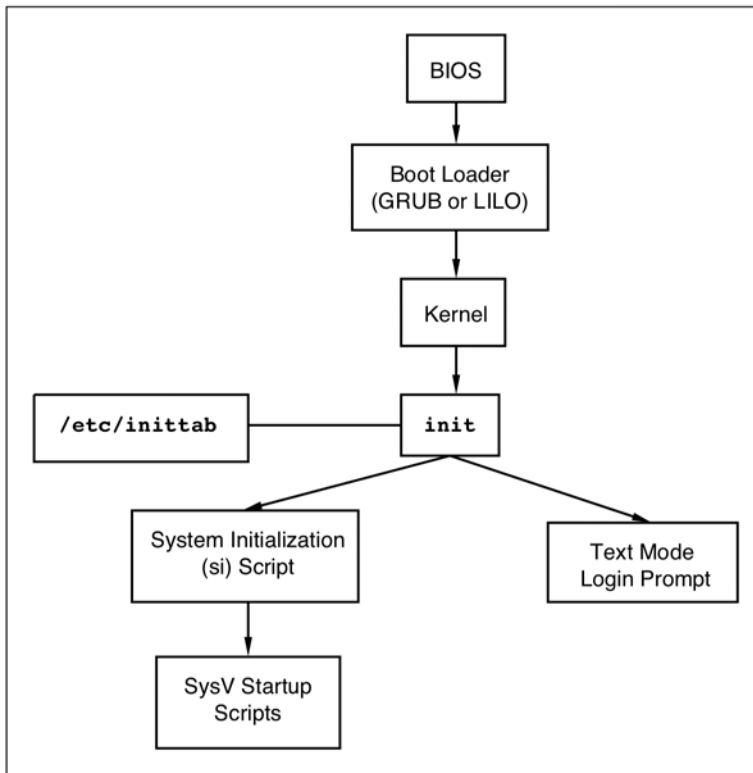 BIOS
Boot Loader
(GRUB or LILO)
Kernel
/etc/inittab
init
System Initialization
(si) Script
Text Mode
Login Prompt
SysV Startup
Scripts